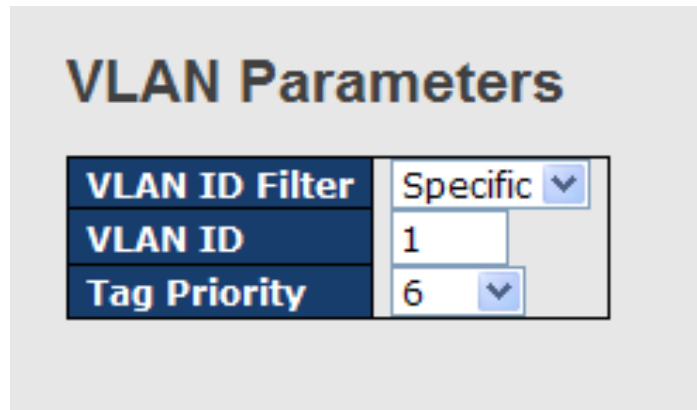 VLAN Parameters
VLAN ID Filter Specific
VLAN ID 1
Tag Priority 6